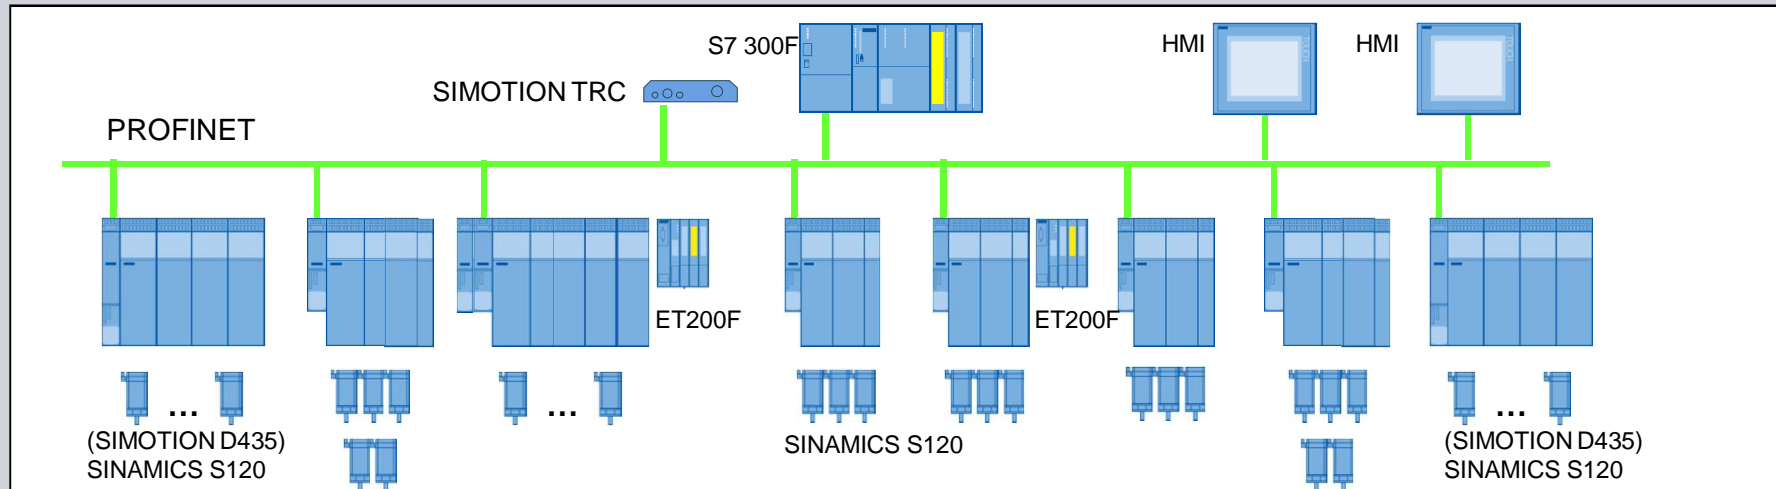 S7 300F
HMI
HMI
SIMOTION TRC
PROFINET
ET200F
ET200F
...
...
...
(SIMOTION D435)
SINAMICS S120
SINAMICS S120
(SIMOTION D435)
SINAMICS S120